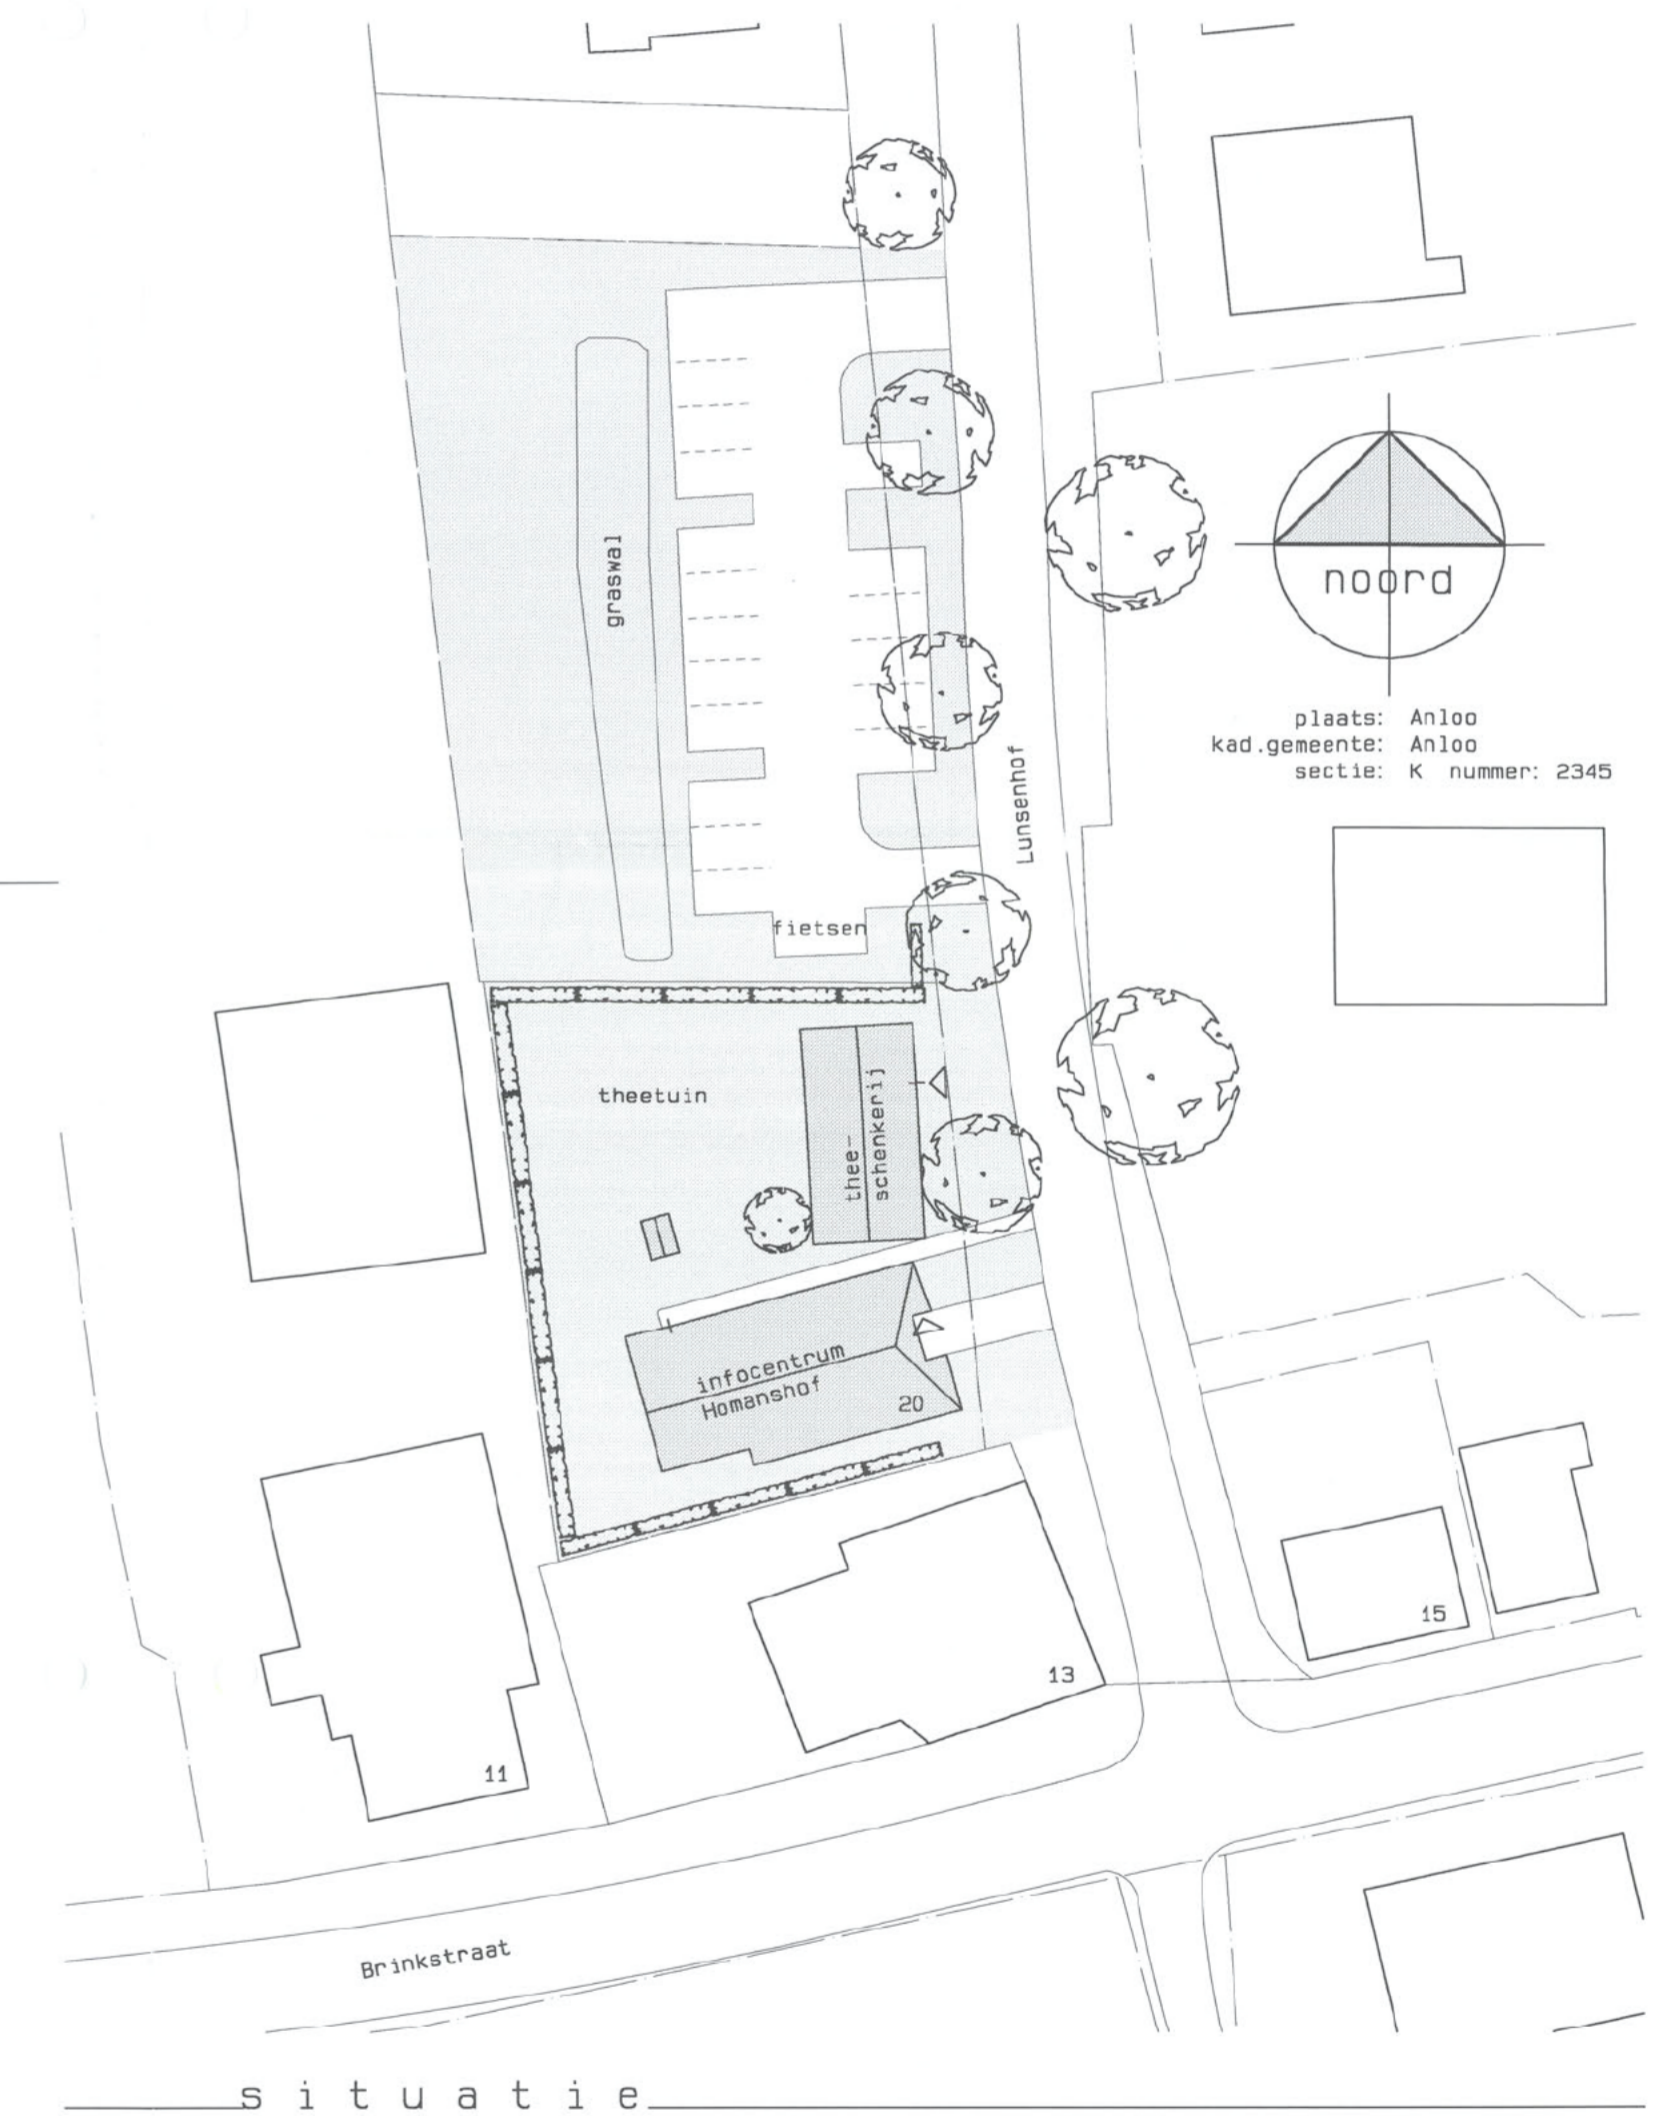 graswal
noord
plaats: Anloo
kad.gemeente: Anloo
sectie: K nummer: 2345
Lunsenhof
fietsen
theetuin
thee-
schenkerij
infocentrum
Homanshof
20
15
13
11
Brinkstraat
situatie